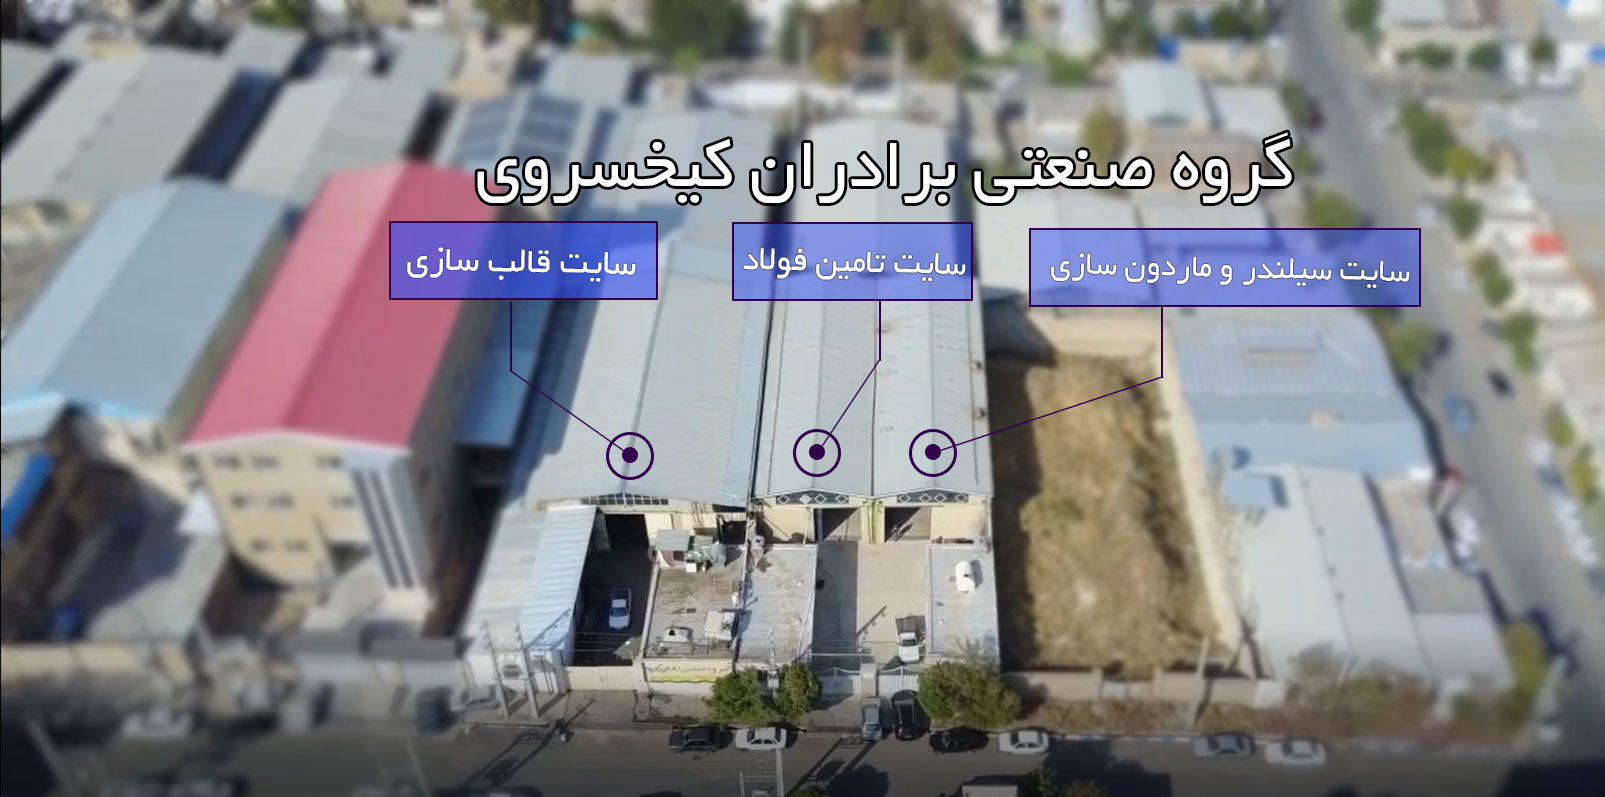 گروه صنعتی برادران کیخسروی
سایت سیلندر و ماردون سازی
سایت تامین فولاد
سایت قالب سازی